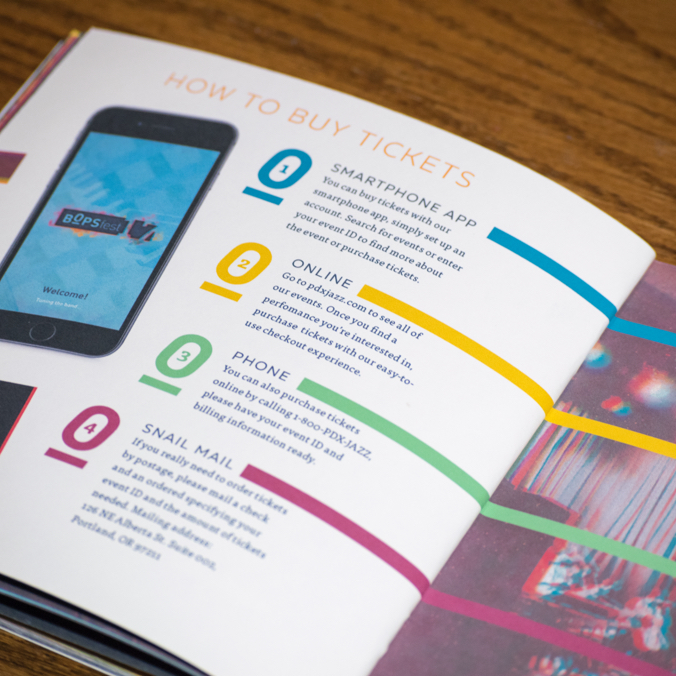 HOW TO BUY TICKETS
BOPSfest
Welcome!
Tuning the band...
1
SMARTPHONE APP
You can buy tickets with our
smartphone app, simply set up an
account. Search for events or enter
your event ID to find more about
the event or purchase tickets.
2
ONLINE
Go to pdxjazz.com to see all of
our events. Once you find a
perfomance you're interested in,
purchase tickets with our easy-to-
use checkout experience.
3
PHONE
You can also purchase tickets
online by calling 1-800-PDX-JAZZ,
please have your event ID and
billing information ready.
4
SNAIL MAIL
If you really need to order tickets
by postage, please mail a check
and an ordered specifying your
event ID and the amount of tickets
needed. Mailing address:
126 NE Alberta St. Suite 003,
Portland, OR 97211